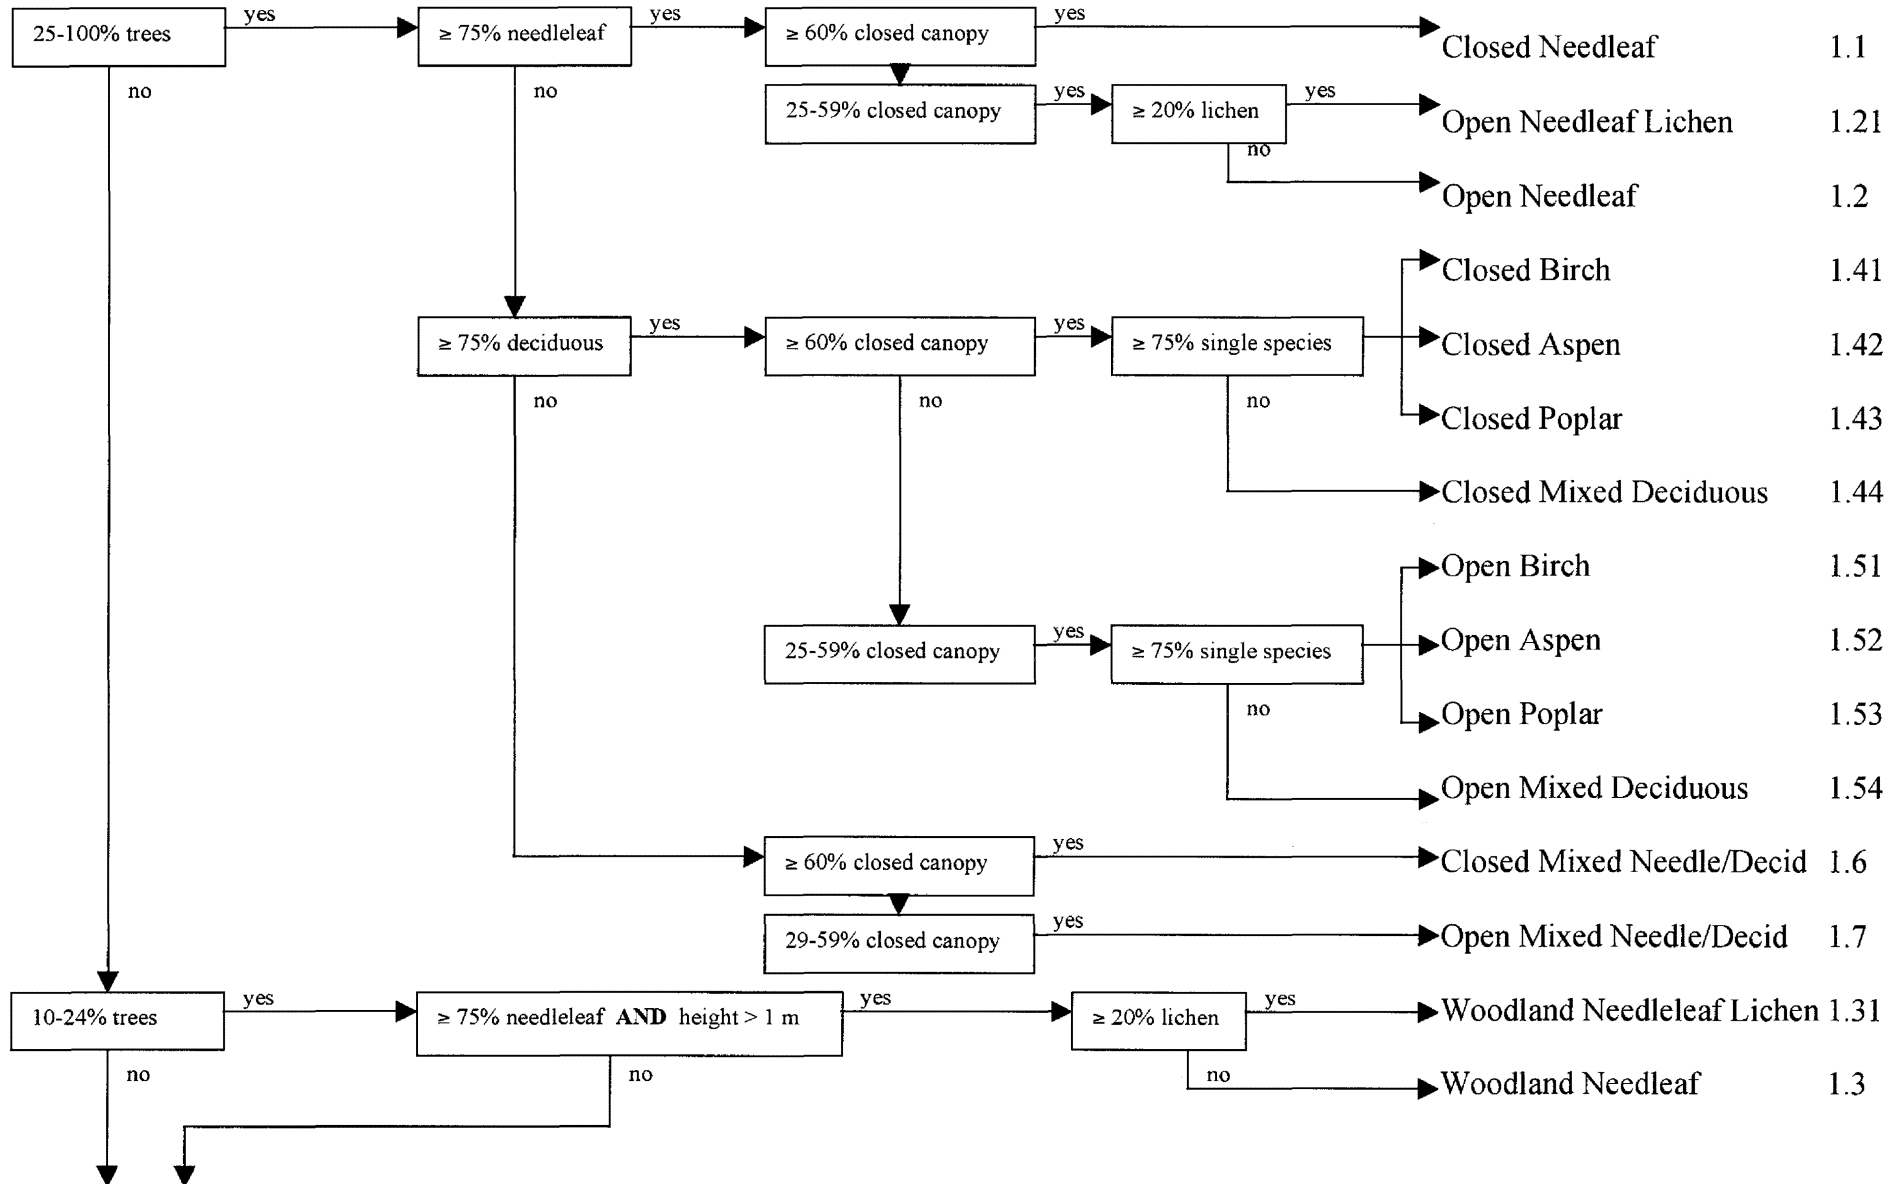 25-100% trees
yes
≥ 75% needleleaf
yes
≥ 60% closed canopy
yes
Closed Needleaf 1.1
no
no
25-59% closed canopy
yes
≥ 20% lichen
yes
Open Needleaf Lichen 1.21
no
Open Needleaf 1.2
Closed Birch 1.41
≥ 75% deciduous
yes
≥ 60% closed canopy
yes
≥ 75% single species
Closed Aspen 1.42
no
no
no
Closed Poplar 1.43
Closed Mixed Deciduous 1.44
Open Birch 1.51
25-59% closed canopy
yes
≥ 75% single species
Open Aspen 1.52
no
Open Poplar 1.53
Open Mixed Deciduous 1.54
≥ 60% closed canopy
yes
Closed Mixed Needle/Decid 1.6
29-59% closed canopy
yes
Open Mixed Needle/Decid 1.7
10-24% trees
yes
≥ 75% needleleaf AND height > 1 m
yes
≥ 20% lichen
yes
Woodland Needleleaf Lichen 1.31
no
no
no
Woodland Needleaf 1.3